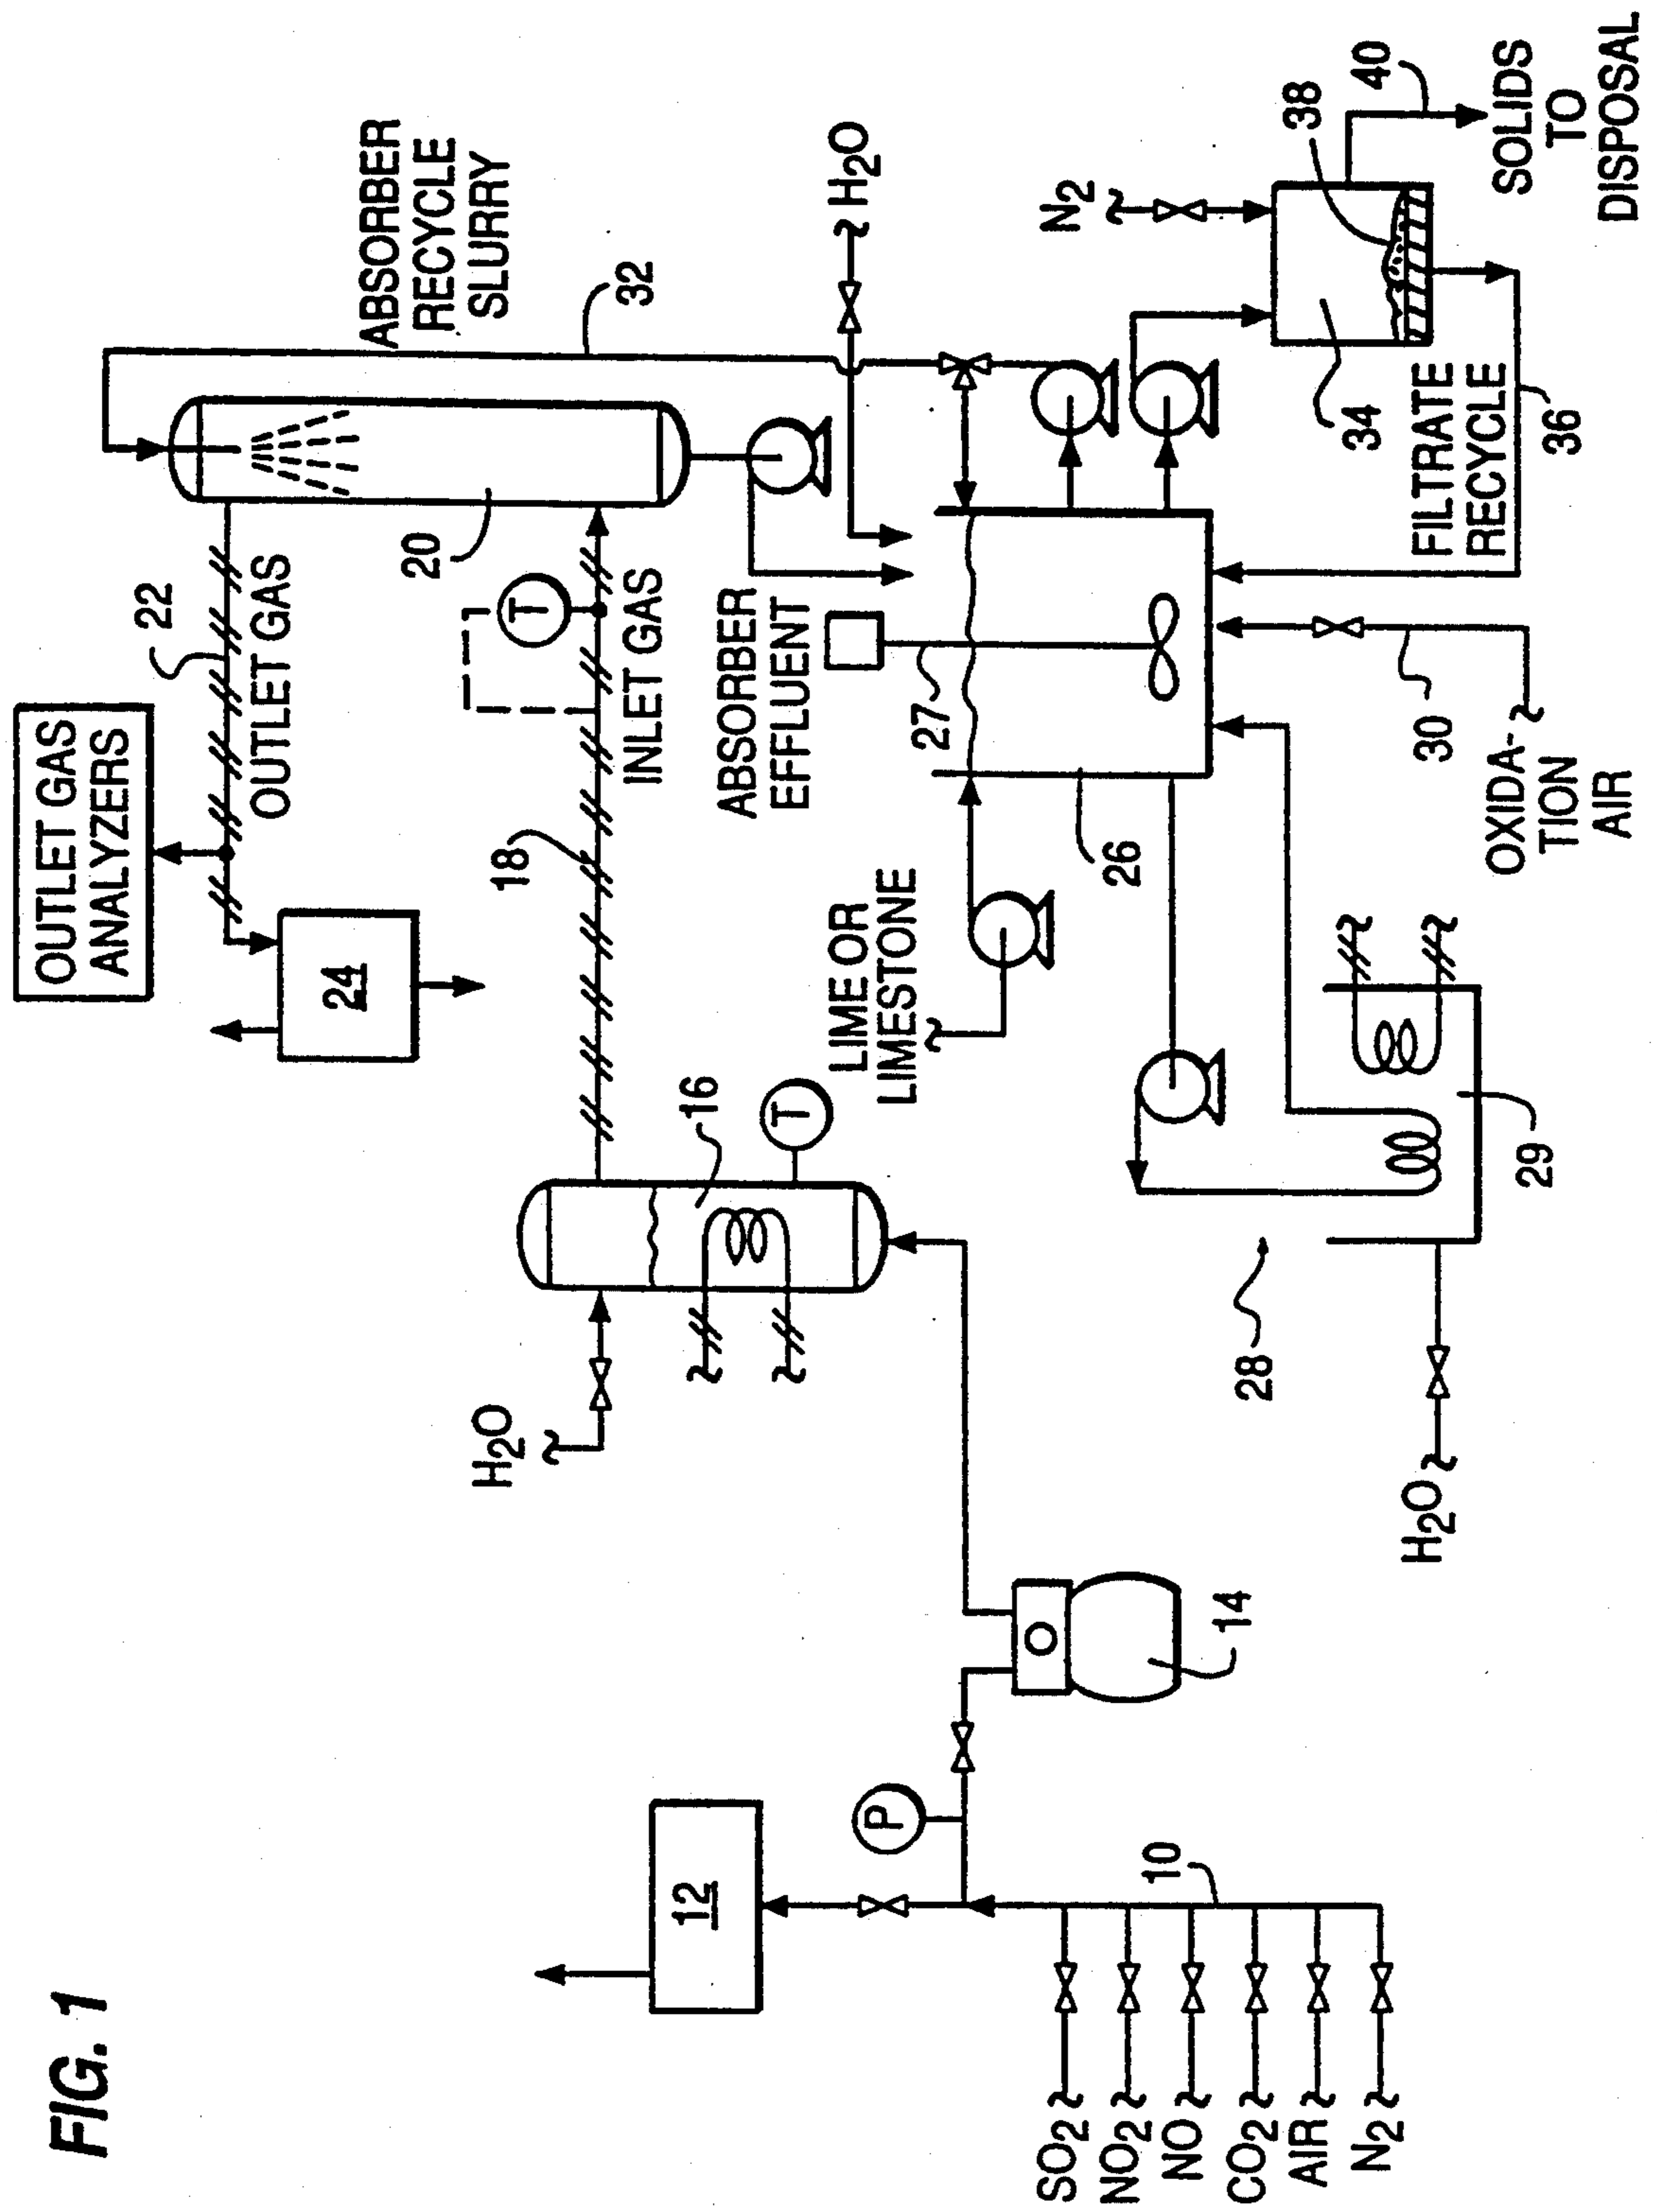 FIG. 1
OUTLET GAS
ANALYZERS
22
OUTLET GAS
24
20
ABSORBER
RECYCLE
SLURRY
32
T
18
INLET GAS
H2O
16
T
12
P
ABSORBER
EFFLUENT
H2O
LIME OR
LIMESTONE
27
26
N2
38
40
SOLIDS
TO
DISPOSAL
34
FILTRATE
RECYCLE
36
30
OXIDA-
TION
AIR
28
29
H2O
14
10
SO2
NO2
NO
CO2
AIR
N2